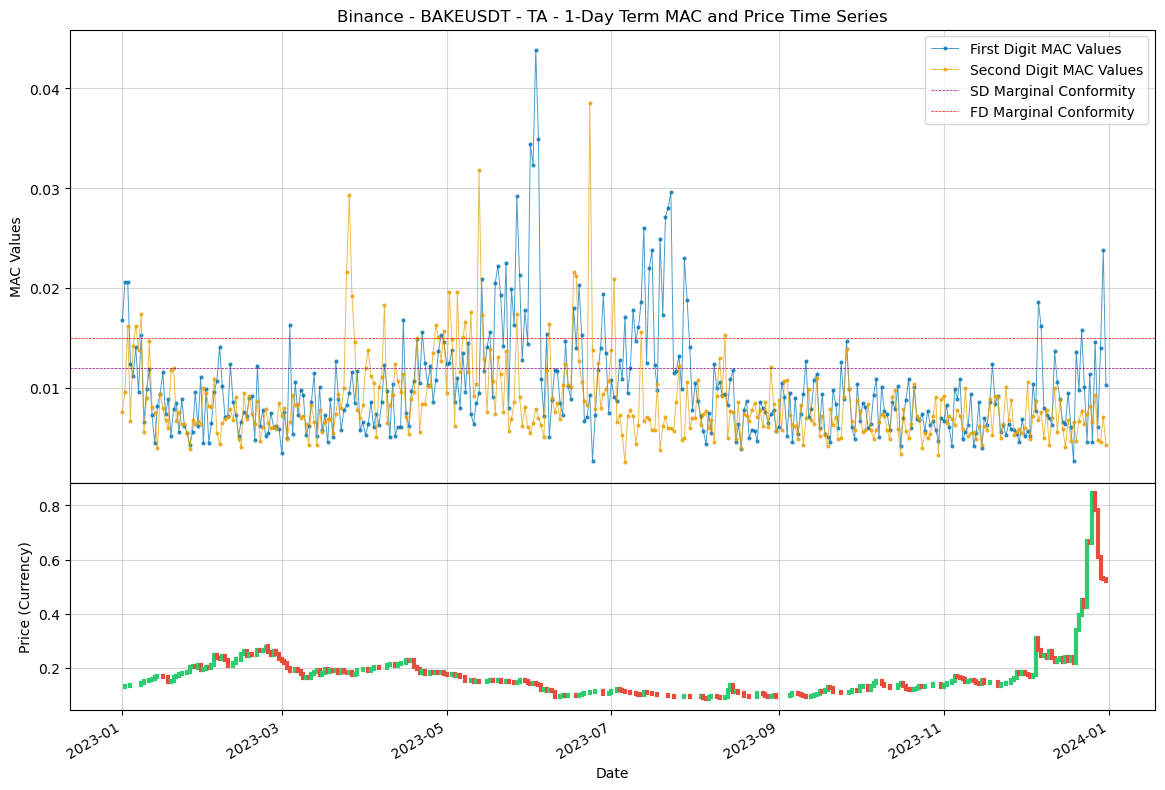 Binance - BAKEUSDT - TA - 1-Day Term MAC and Price Time Series
First Digit MAC Values
Second Digit MAC Values
SD Marginal Conformity
FD Marginal Conformity
MAC Values
0.04
0.03
0.02
0.01
Price (Currency)
0.8
0.6
0.4
0.2
2023-01
2023-03
2023-05
2023-07
2023-09
2023-11
2024-01
Date